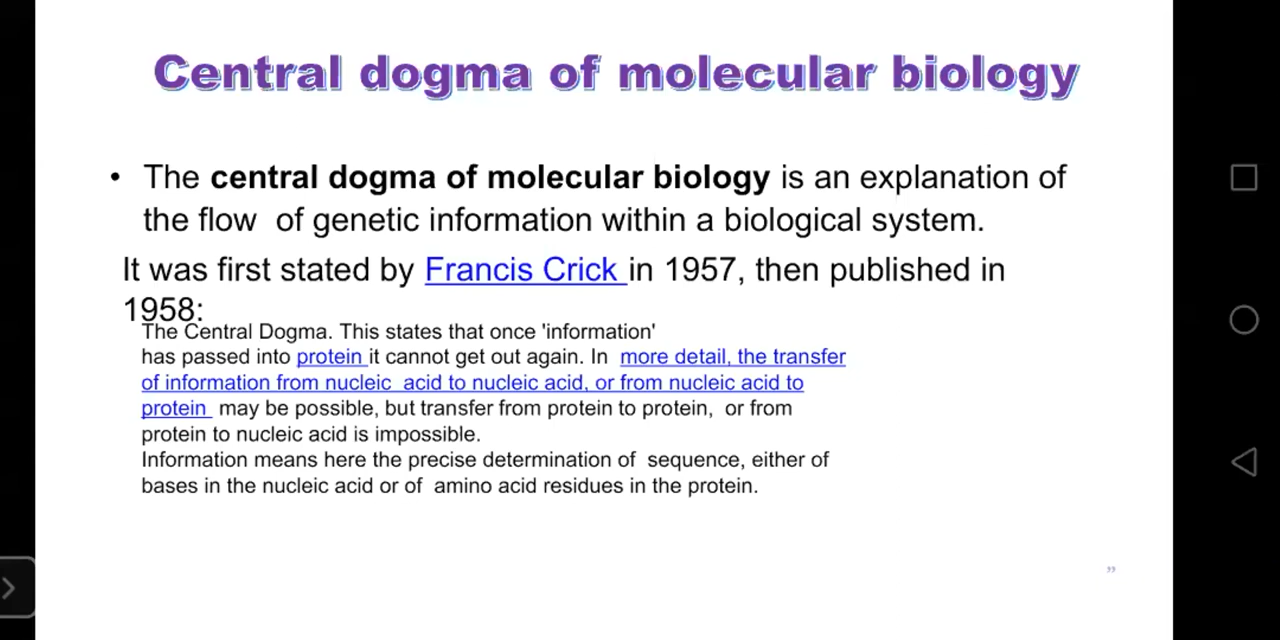 Central dogma of molecular biology
• The central dogma of molecular biology is an explanation of
the flow of genetic information within a biological system.
It was first stated by Francis Crick in 1957, then published in
1958:
The Central Dogma. This states that once 'information'
has passed into protein it cannot get out again. In more detail, the transfer
of information from nucleic acid to nucleic acid, or from nucleic acid to
protein may be possible, but transfer from protein to protein, or from
protein to nucleic acid is impossible.
Information means here the precise determination of sequence, either of
bases in the nucleic acid or of amino acid residues in the protein.
”